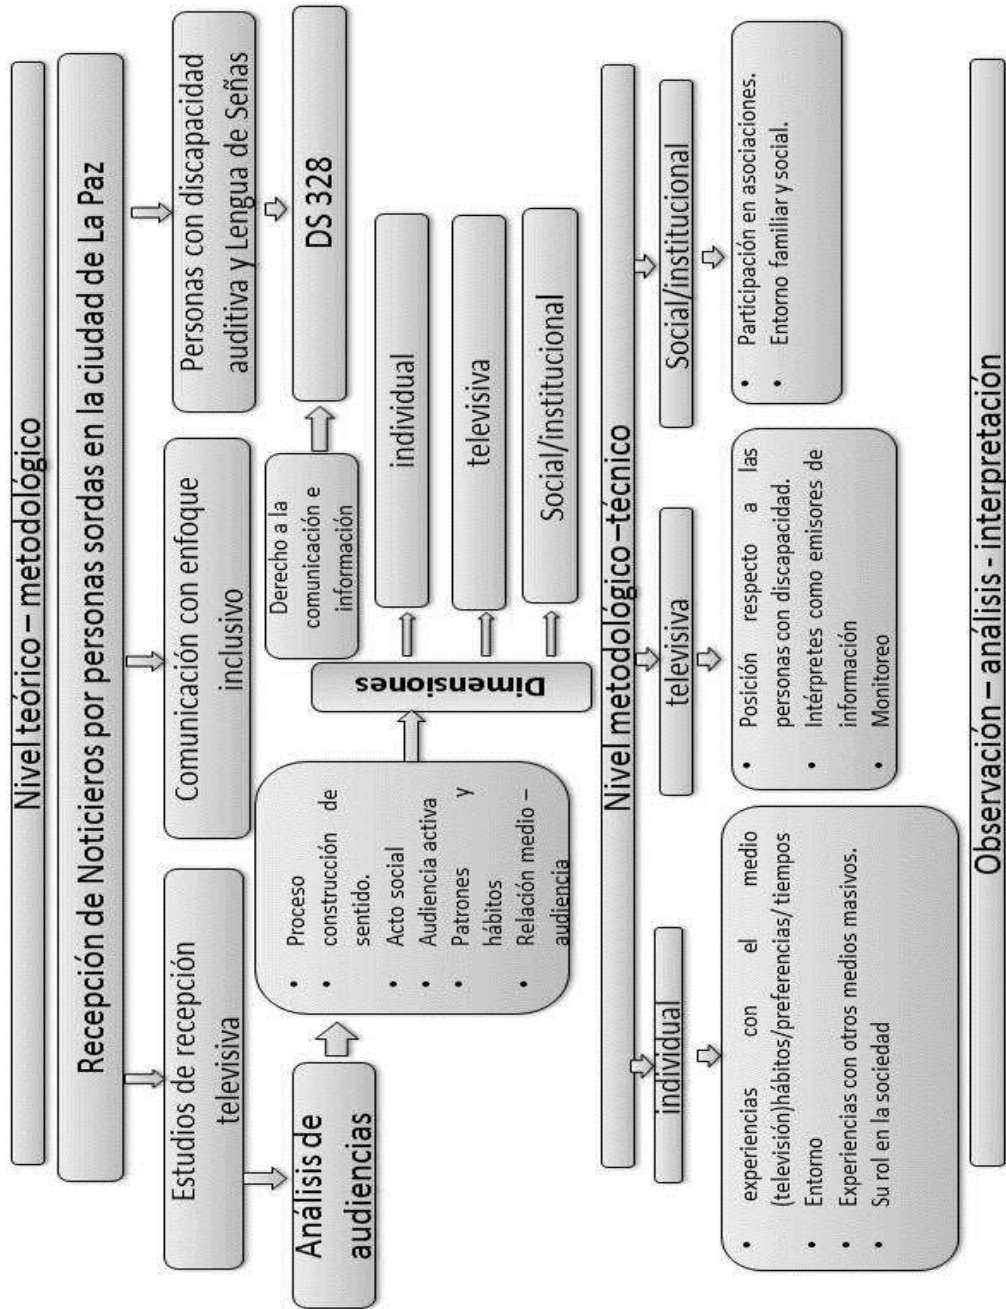 Nivel teórico – metodológico
Recepción de Noticieros por personas sordas en la ciudad de La Paz
Estudios de recepción
televisiva
Comunicación con enfoque
inclusivo
Personas con discapacidad
auditiva y Lengua de Señas
Análisis de
audiencias
• Proceso
• construcción de
sentido.
• Acto social
• Audiencia activa
• Patrones y
hábitos
• Relación medio –
audiencia
Derecho a la
comunicación e
información
DS 328
Dimensiones
individual
televisiva
Social/institucional
Nivel metodológico –técnico
individual
televisiva
Social/institucional
• experiencias con el medio
(televisión)hábitos/preferencias/ tiempos
• Entorno
• Experiencias con otros medios masivos.
• Su rol en la sociedad
• Posición respecto a las
personas con discapacidad.
• Intérpretes como emisores de
información
• Monitoreo
• Participación en asociaciones.
• Entorno familiar y social.
Observación – análisis - interpretación